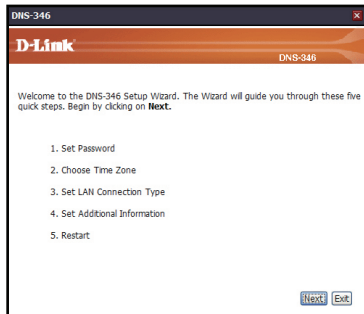 DNS-346
D-Link
DNS-346
Welcome to the DNS-346 Setup Wizard. The Wizard will guide you through these five
quick steps. Begin by clicking on Next.
1. Set Password
2. Choose Time Zone
3. Set LAN Connection Type
4. Set Additional Information
5. Restart
Next Exit